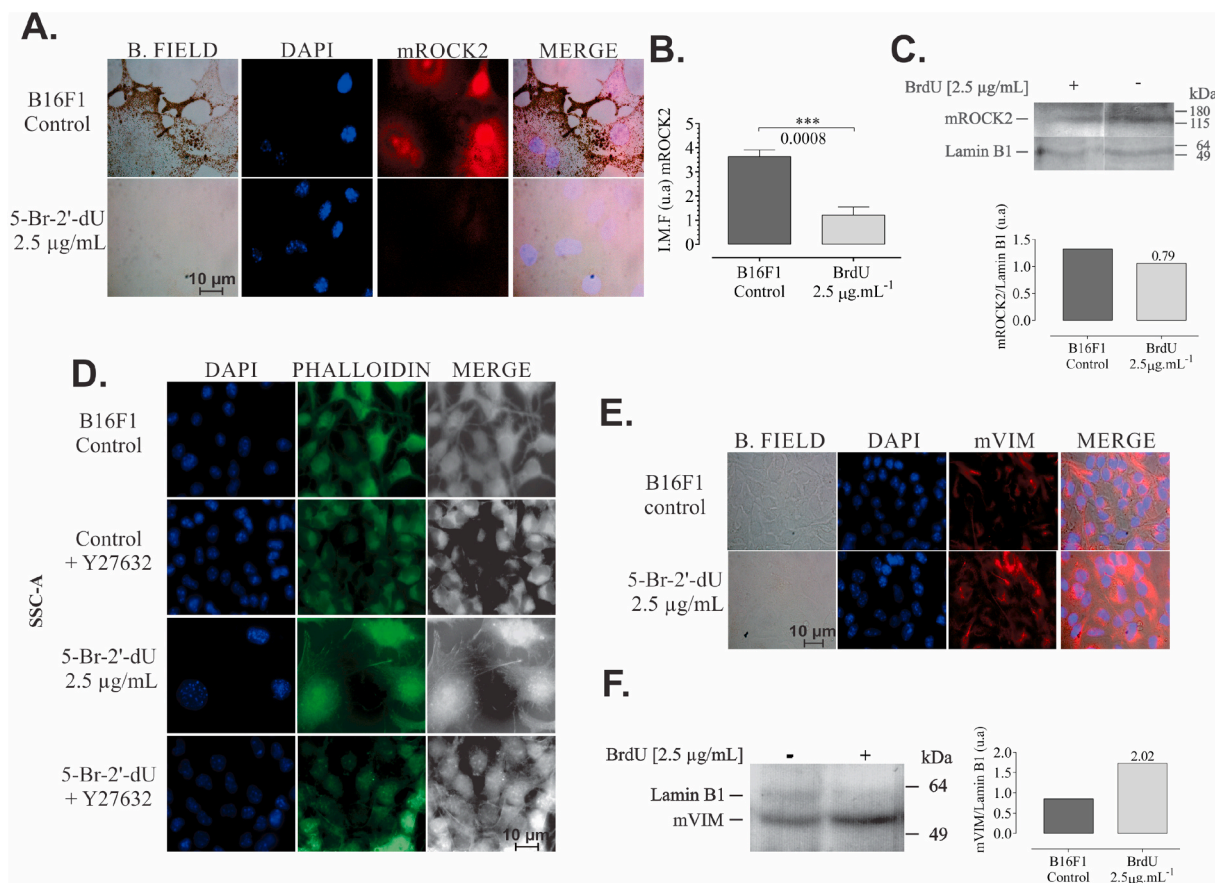 A.
B. FIELD DAPI mROCK2 MERGE
B16F1
Control
5-Br-2'-dU
2.5 µg/mL
10 µm
B.
I.M.F (u.a) mROCK2
5
4
3
2
1
0
***
0.0008
B16F1
Control
BrdU
2.5 µg.mL-1
C.
BrdU [2.5 µg/mL] + -
kDa
mROCK2
180
115
Lamin B1
64
49
mROCK2/Lamin B1 (u.a)
1.5
1.0
0.5
0.0
0.79
B16F1
Control
BrdU
2.5µg.mL-1
D.
DAPI PHALLOIDIN MERGE
SSC-A
B16F1
Control
Control
+ Y27632
5-Br-2'-dU
2.5 µg/mL
5-Br-2'-dU
+ Y27632
10 µm
E.
B. FIELD DAPI mVIM MERGE
B16F1
control
5-Br-2'-dU
2.5 µg/mL
10 µm
F.
BrdU [2.5 µg/mL] - + kDa
Lamin B1
64
mVIM
49
mVIM/Lamin B1 (u.a)
2.0
1.5
1.0
0.5
0.0
2.02
B16F1
Control
BrdU
2.5µg.mL-1